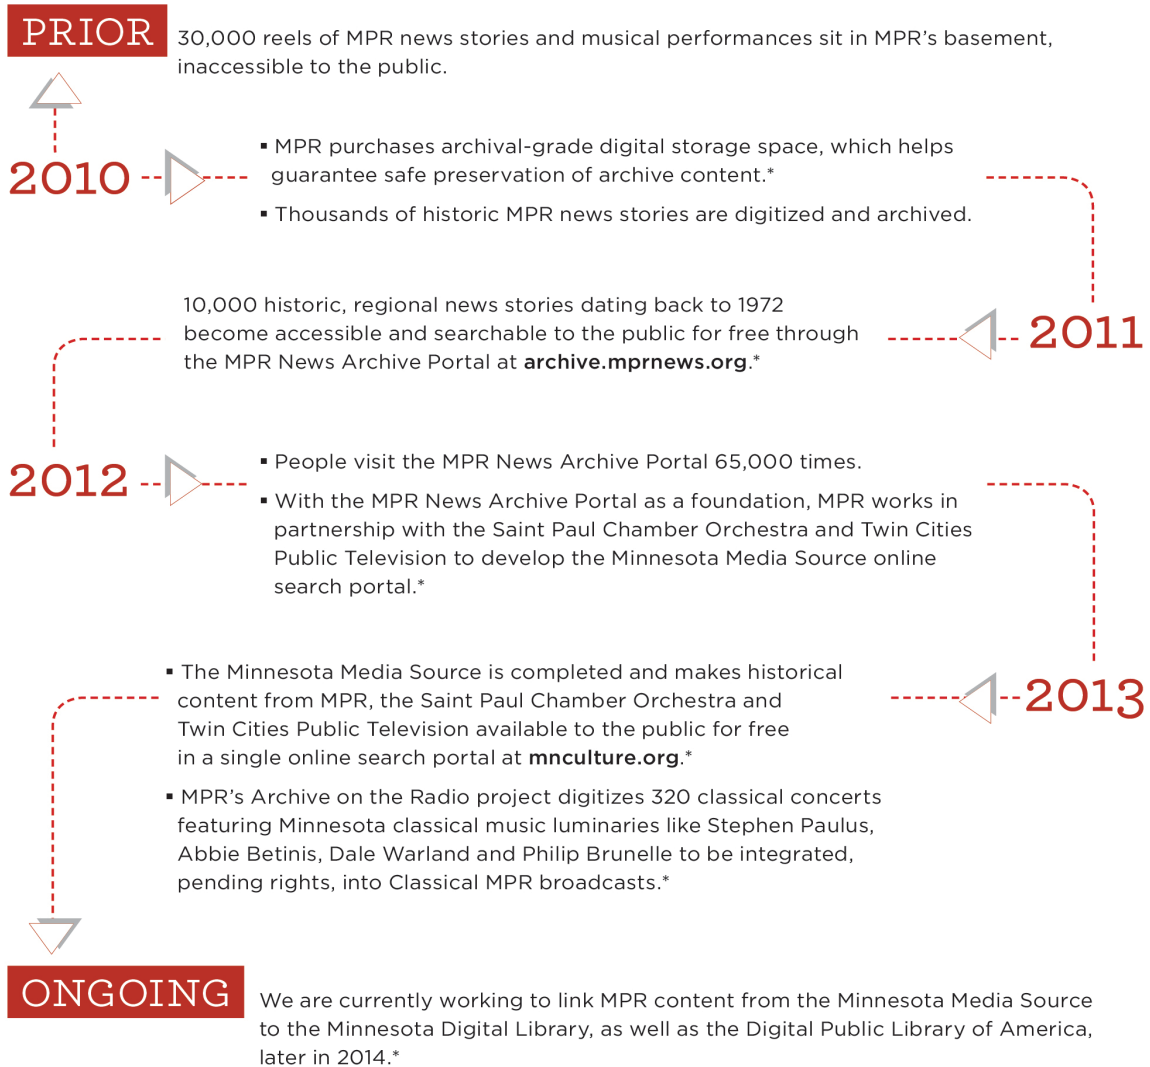 PRIOR
30,000 reels of MPR news stories and musical performances sit in MPR’s basement,
inaccessible to the public.
2010
▪ MPR purchases archival-grade digital storage space, which helps
guarantee safe preservation of archive content.*
▪ Thousands of historic MPR news stories are digitized and archived.
2011
10,000 historic, regional news stories dating back to 1972
become accessible and searchable to the public for free through
the MPR News Archive Portal at archive.mprnews.org.*
2012
▪ People visit the MPR News Archive Portal 65,000 times.
▪ With the MPR News Archive Portal as a foundation, MPR works in
partnership with the Saint Paul Chamber Orchestra and Twin Cities
Public Television to develop the Minnesota Media Source online
search portal.*
2013
▪ The Minnesota Media Source is completed and makes historical
content from MPR, the Saint Paul Chamber Orchestra and
Twin Cities Public Television available to the public for free
in a single online search portal at mnculture.org.*
▪ MPR’s Archive on the Radio project digitizes 320 classical concerts
featuring Minnesota classical music luminaries like Stephen Paulus,
Abbie Betinis, Dale Warland and Philip Brunelle to be integrated,
pending rights, into Classical MPR broadcasts.*
ONGOING
We are currently working to link MPR content from the Minnesota Media Source
to the Minnesota Digital Library, as well as the Digital Public Library of America,
later in 2014.*